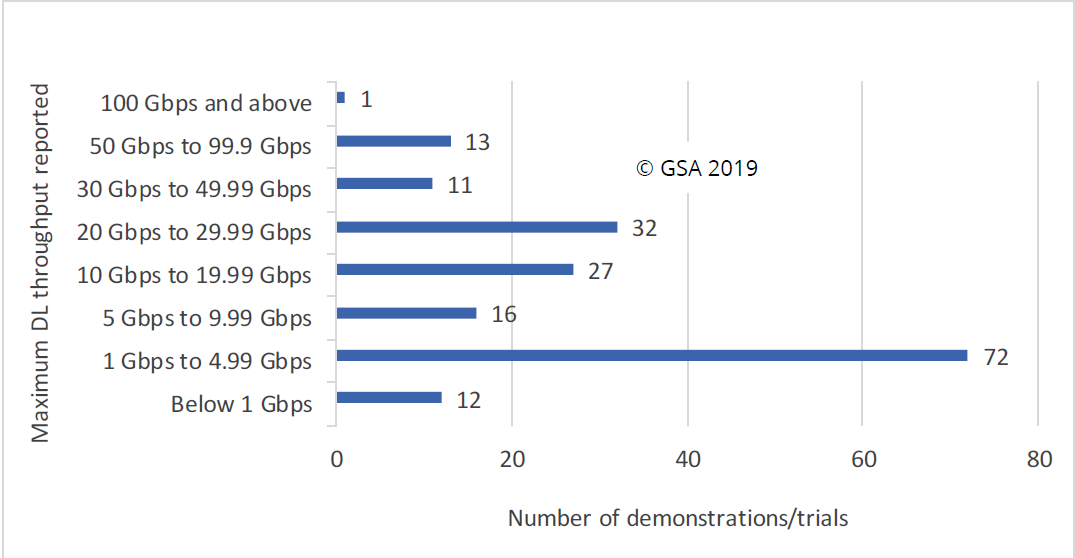 Maximum DL throughput reported
100 Gbps and above 1
50 Gbps to 99.9 Gbps 13
© GSA 2019
30 Gbps to 49.99 Gbps 11
20 Gbps to 29.99 Gbps 32
10 Gbps to 19.99 Gbps 27
5 Gbps to 9.99 Gbps 16
1 Gbps to 4.99 Gbps 72
Below 1 Gbps 12
0 20 40 60 80
Number of demonstrations/trials